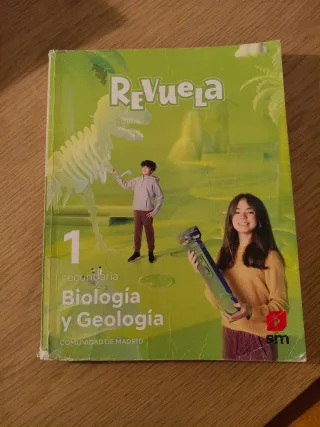 REVUELA
1
secundaria
Biología
y Geología
COMUNIDAD DE MADRID
sm